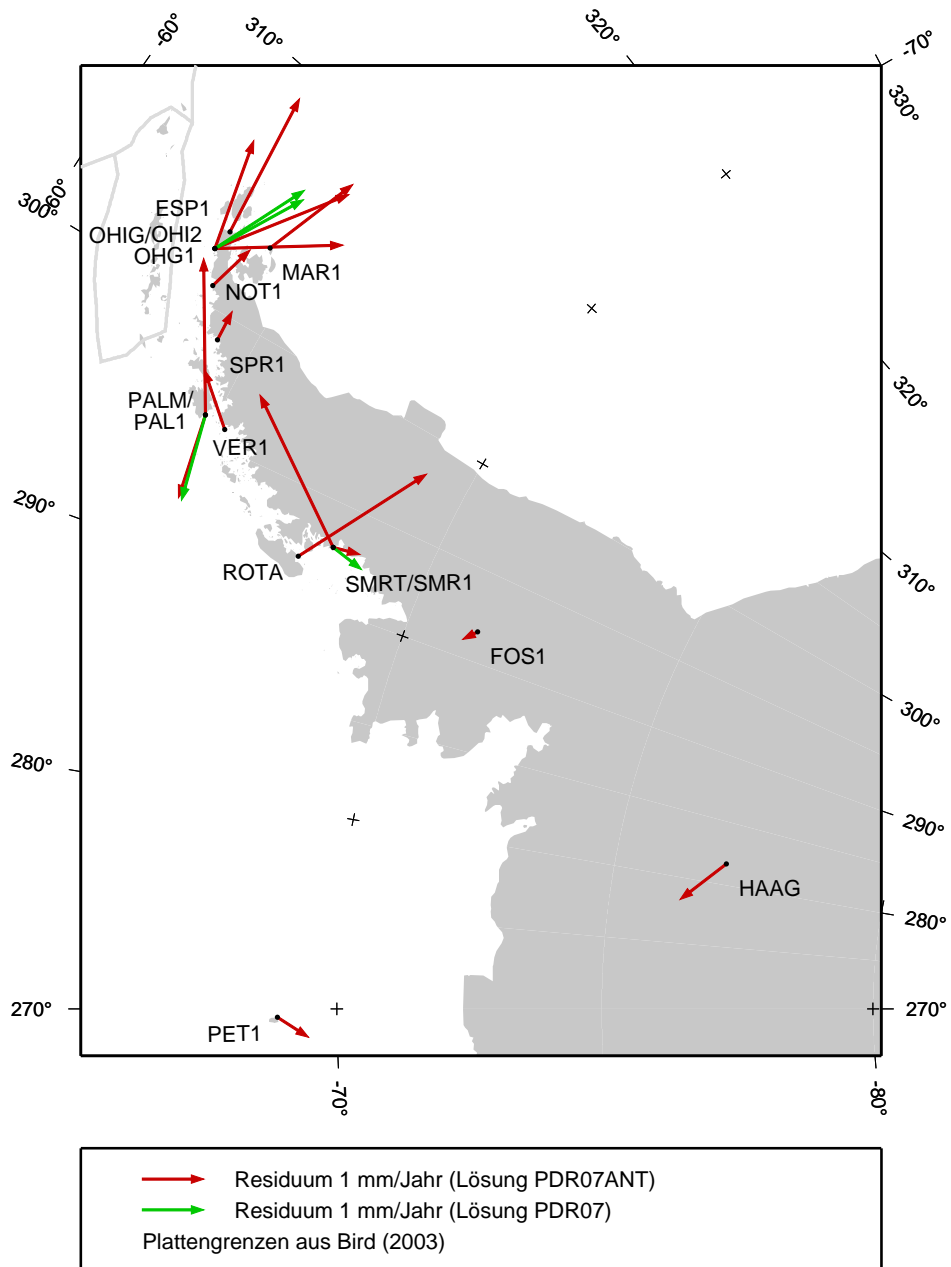 -60°
310°
320°
-70°
330°
-60°
300°
ESP1
OHIG/OHI2
OHG1
MAR1
NOT1
SPR1
320°
PALM/
PAL1
VER1
290°
ROTA
SMRT/SMR1
310°
FOS1
300°
280°
290°
HAAG
280°
270°
270°
PET1
-70°
-80°
Residuum 1 mm/Jahr (Lösung PDR07ANT)
Residuum 1 mm/Jahr (Lösung PDR07)
Plattengrenzen aus Bird (2003)